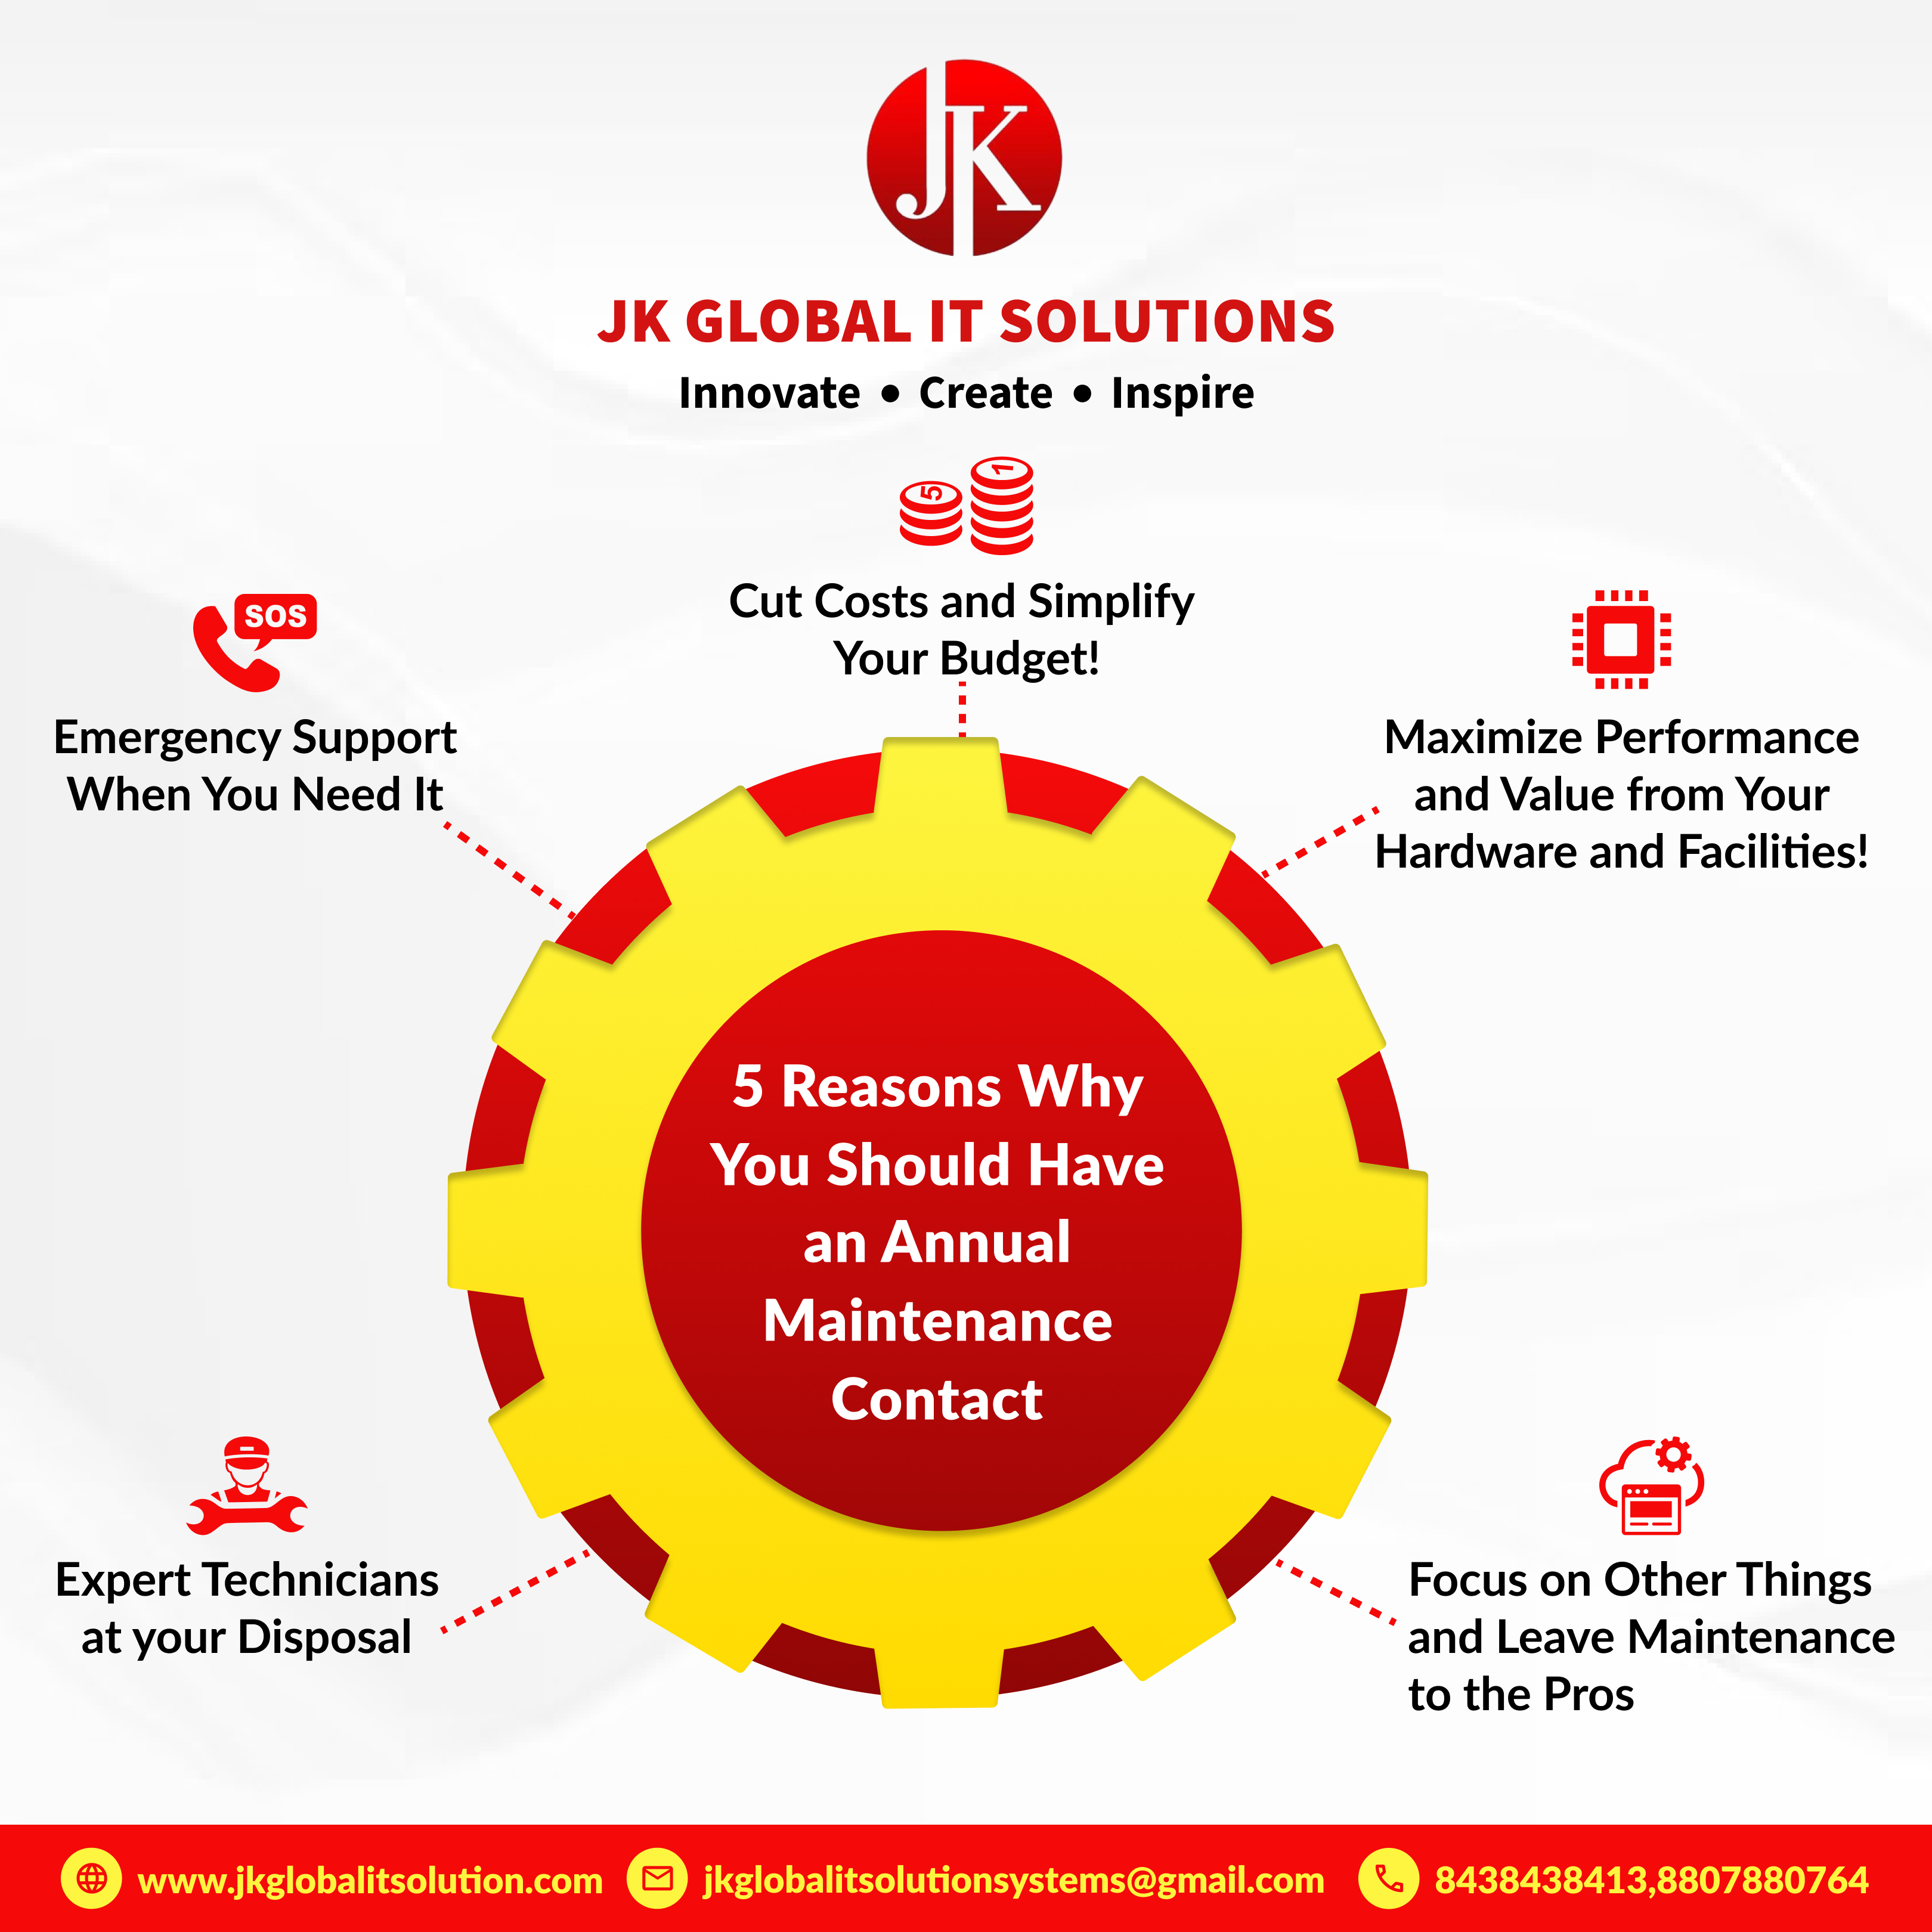 JK
JK GLOBAL IT SOLUTIONS
Innovate • Create • Inspire
5 1
Cut Costs and Simplify
Your Budget!
SOS
Emergency Support
When You Need It
Maximize Performance
and Value from Your
Hardware and Facilities!
5 Reasons Why
You Should Have
an Annual
Maintenance
Contact
Expert Technicians
at your Disposal
Focus on Other Things
and Leave Maintenance
to the Pros
www.jkglobalitsolution.com
jkglobalitsolutionsystems@gmail.com
8438438413,8807880764